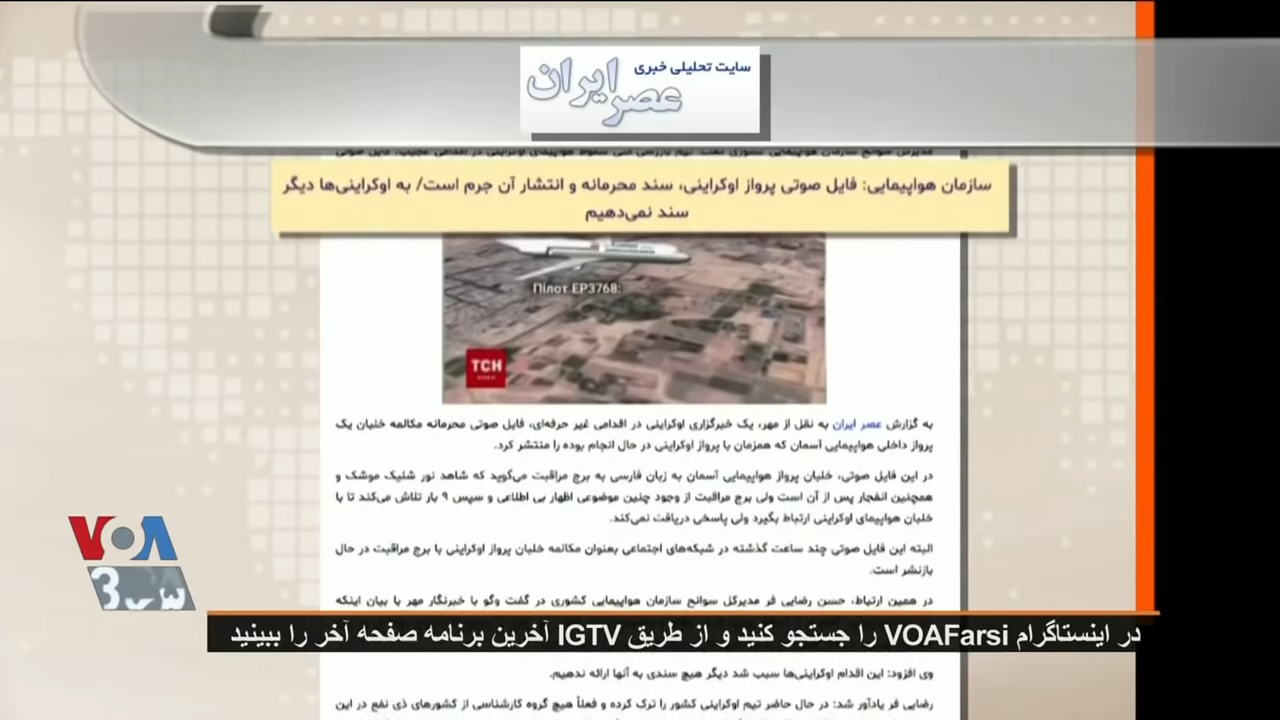 سایت تحلیلی خبری
عصر ایران
سازمان هواپیمایی: فایل صوتی پرواز اوکراینی، سند محرمانه و انتشار آن جرم است/ به اوکراینی‌ها دیگر
سند نمی‌دهیم
Пілот EP3768:
ТСН
به گزارش عصر ایران به نقل از مهر، یک خبرگزاری اوکراینی در اقدامی غیر حرفه‌ای، فایل صوتی محرمانه مکالمه خلبان یک
پرواز داخلی هواپیمایی آسمان که همزمان با پرواز اوکراینی در حال انجام بوده را منتشر کرد.
در این فایل صوتی، خلبان پرواز هواپیمایی آسمان به زبان فارسی به برج مراقبت می‌گوید که شاهد نور شلیک موشک و
همچنین انفجار پس از آن است ولی برج مراقبت از وجود چنین موضوعی اظهار بی اطلاعی و سپس ۹ بار تلاش می‌کند تا با
خلبان هواپیمای اوکراینی ارتباط بگیرد ولی پاسخی دریافت نمی‌کند.
البته این فایل صوتی چند ساعت گذشته در شبکه‌های اجتماعی بعنوان مکالمه خلبان پرواز اوکراینی با برج مراقبت در حال
بازنشر است.
در همین ارتباط، حسن رضایی فر مدیرکل سوانح سازمان هواپیمایی کشوری در گفت وگو با خبرنگار مهر با بیان اینکه
VOA
3
در اینستاگرام VOAFarsi را جستجو کنید و از طریق IGTV آخرین برنامه صفحه آخر را ببینید
وی افزود: این اقدام اوکراینی‌ها سبب شد دیگر هیچ سندی به آنها ارائه ندهیم.
رضایی فر یادآور شد: در حال حاضر تیم اوکراینی کشور را ترک کرده و فعلاً هیچ گروه کارشناسی از کشورهای ذی نفع در این